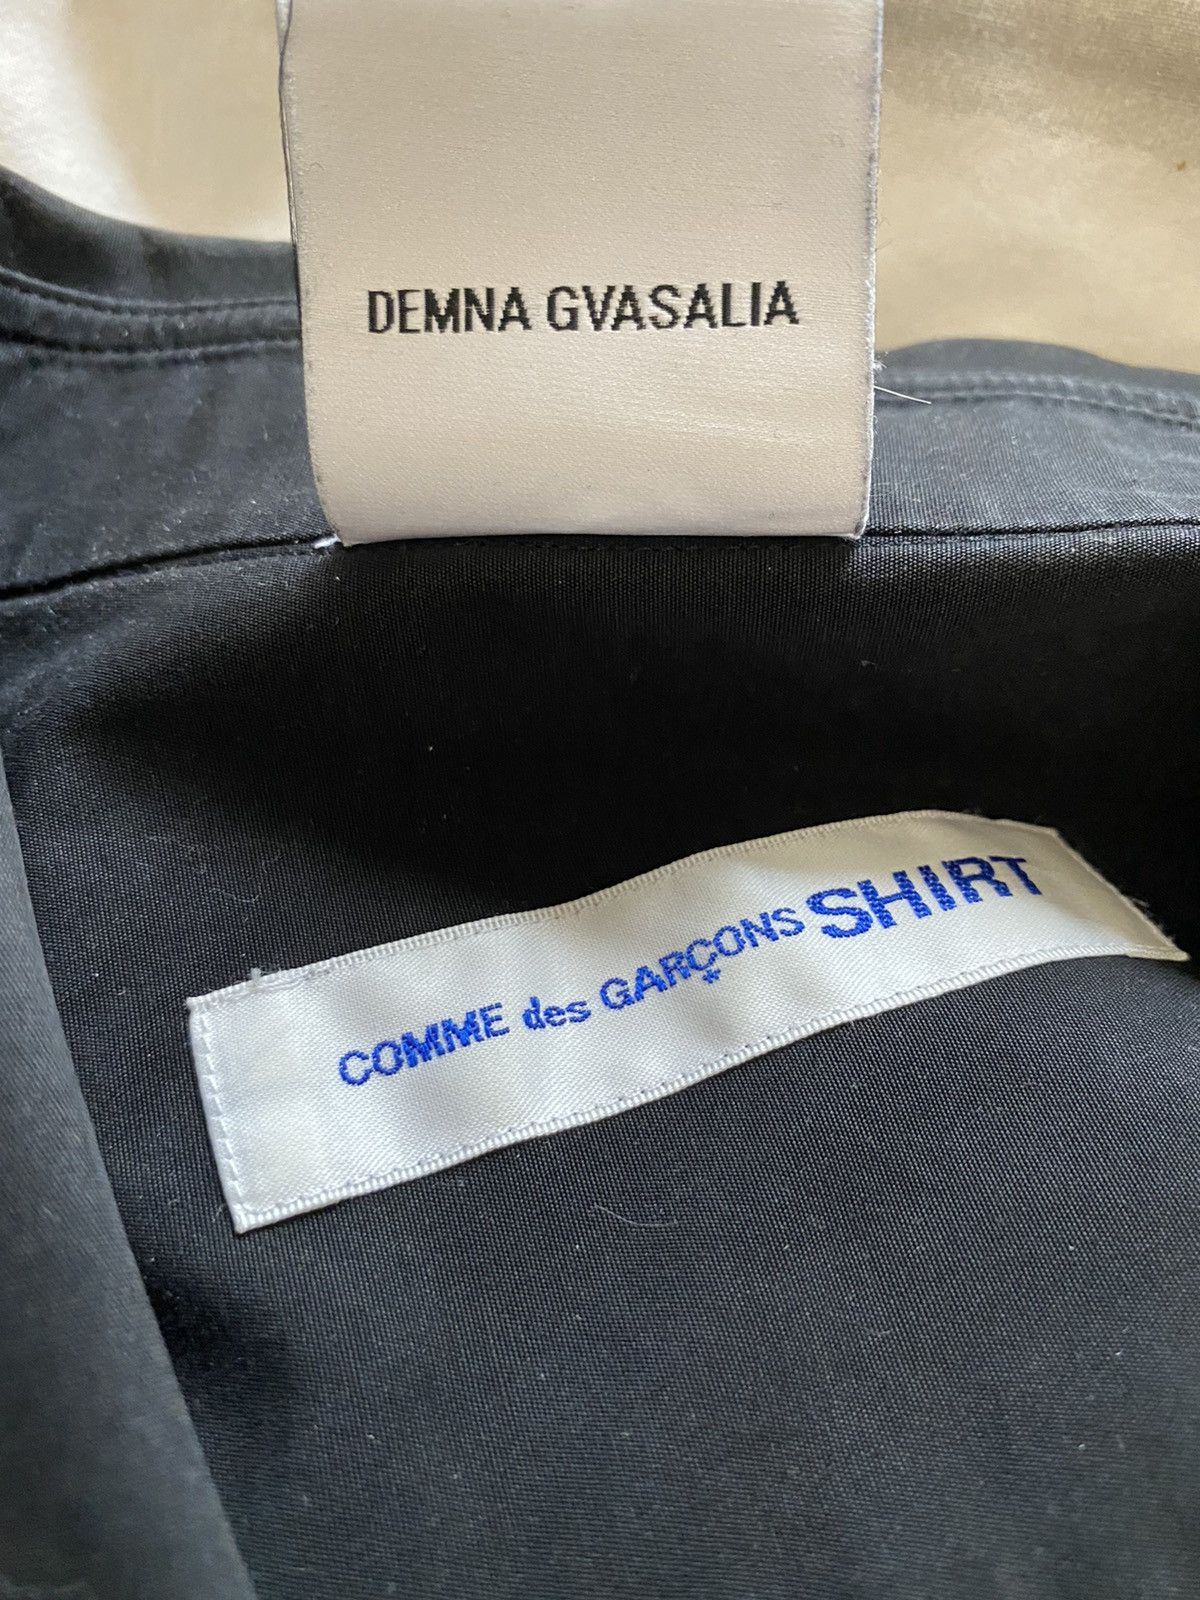 DEMNA GVASALIA
COMME des GARÇONS SHIRT
*